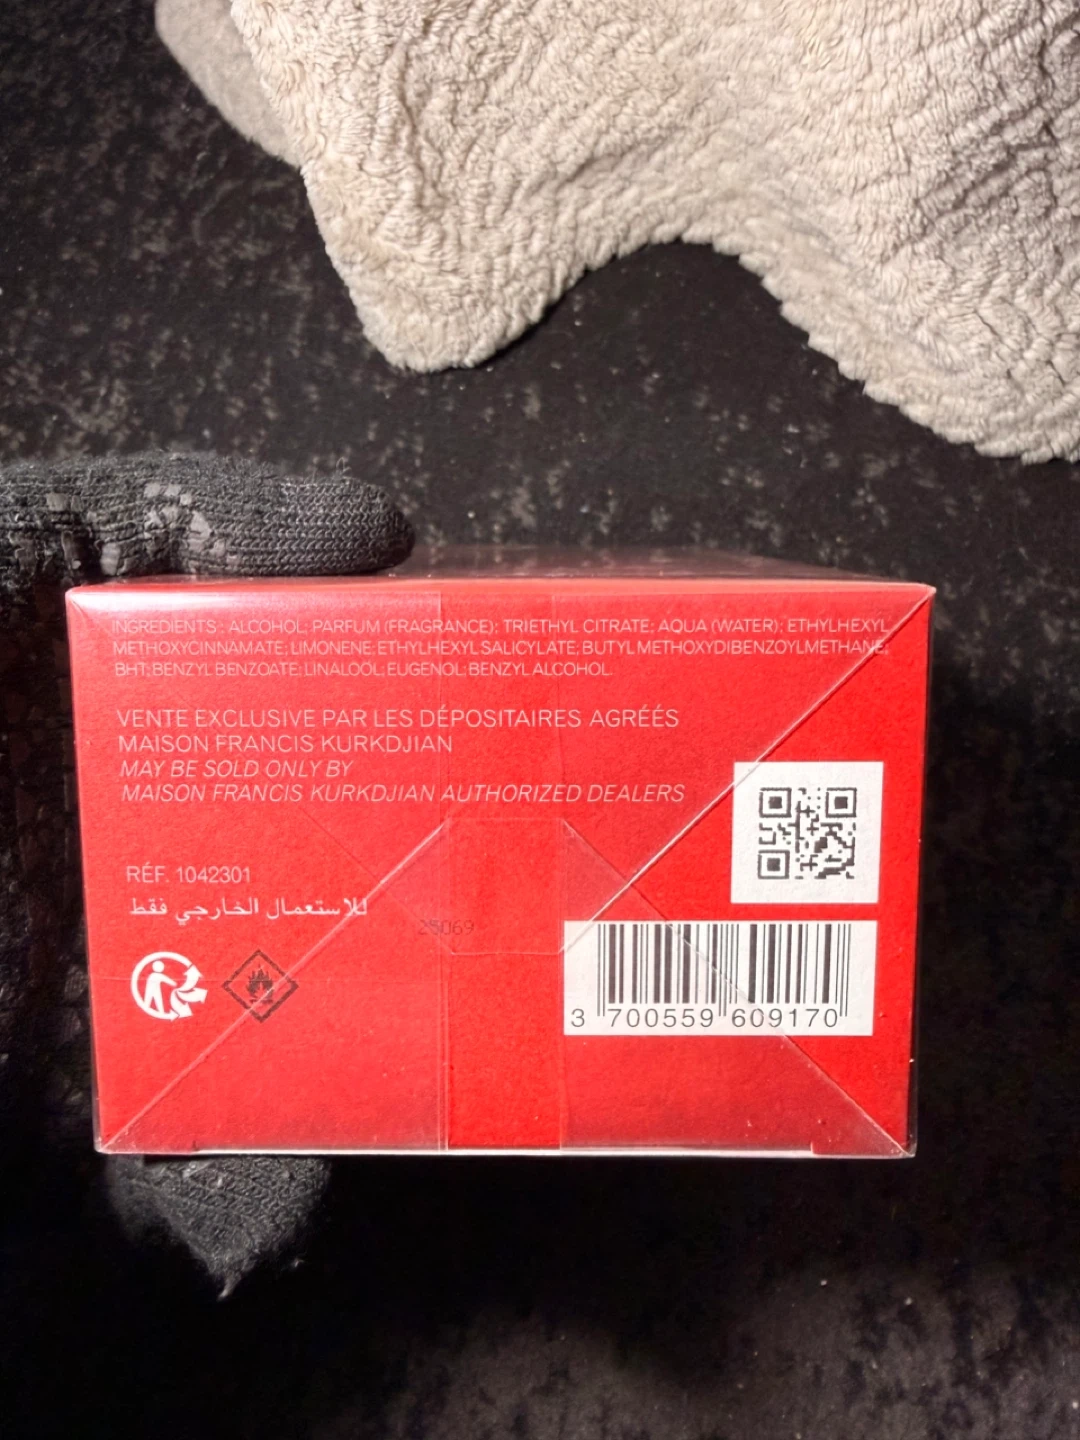 INGREDIENTS : ALCOHOL; PARFUM (FRAGRANCE); TRIETHYL CITRATE; AQUA (WATER); ETHYLHEXYL
METHOXYCINNAMATE; LIMONENE; ETHYLHEXYL SALICYLATE; BUTYL METHOXYDIBENZOYLMETHANE;
BHT; BENZYL BENZOATE; LINALOOL; EUGENOL; BENZYL ALCOHOL.
VENTE EXCLUSIVE PAR LES DÉPOSITAIRES AGRÉÉS
MAISON FRANCIS KURKDJIAN
MAY BE SOLD ONLY BY
MAISON FRANCIS KURKDJIAN AUTHORIZED DEALERS
RÉF. 1042301
للاستعمال الخارجي فقط
25069
3 700559 609170